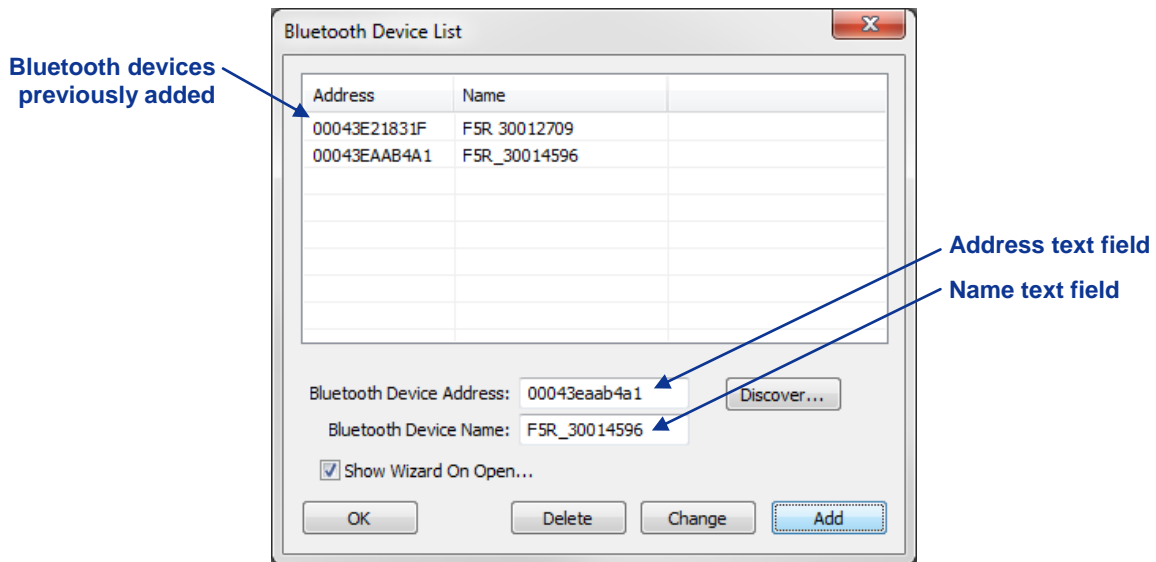 Bluetooth Device List
x
Bluetooth devices
previously added
Address Name
00043E21831F F5R 30012709
00043EAAB4A1 F5R_30014596
Address text field
Name text field
Bluetooth Device Address: 00043eaab4a1 Discover...
Bluetooth Device Name: F5R_30014596
Show Wizard On Open...
OK Delete Change Add